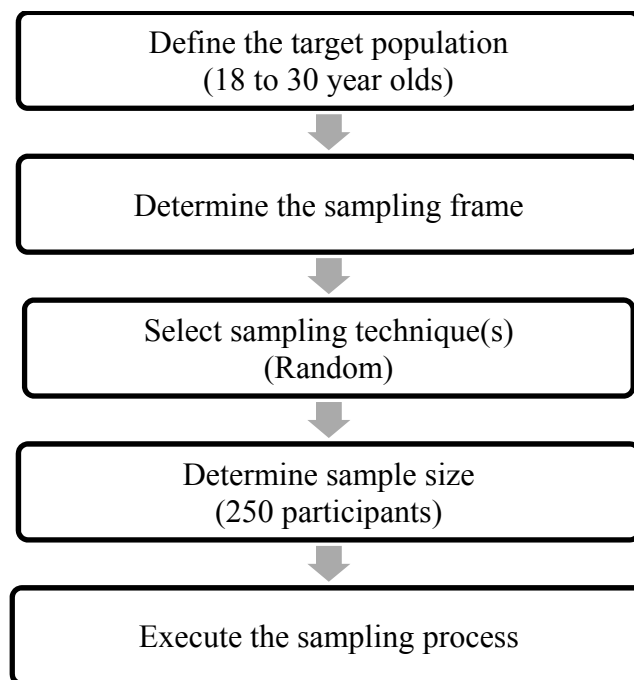 Define the target population
(18 to 30 year olds)
Determine the sampling frame
Select sampling technique(s)
(Random)
Determine sample size
(250 participants)
Execute the sampling process